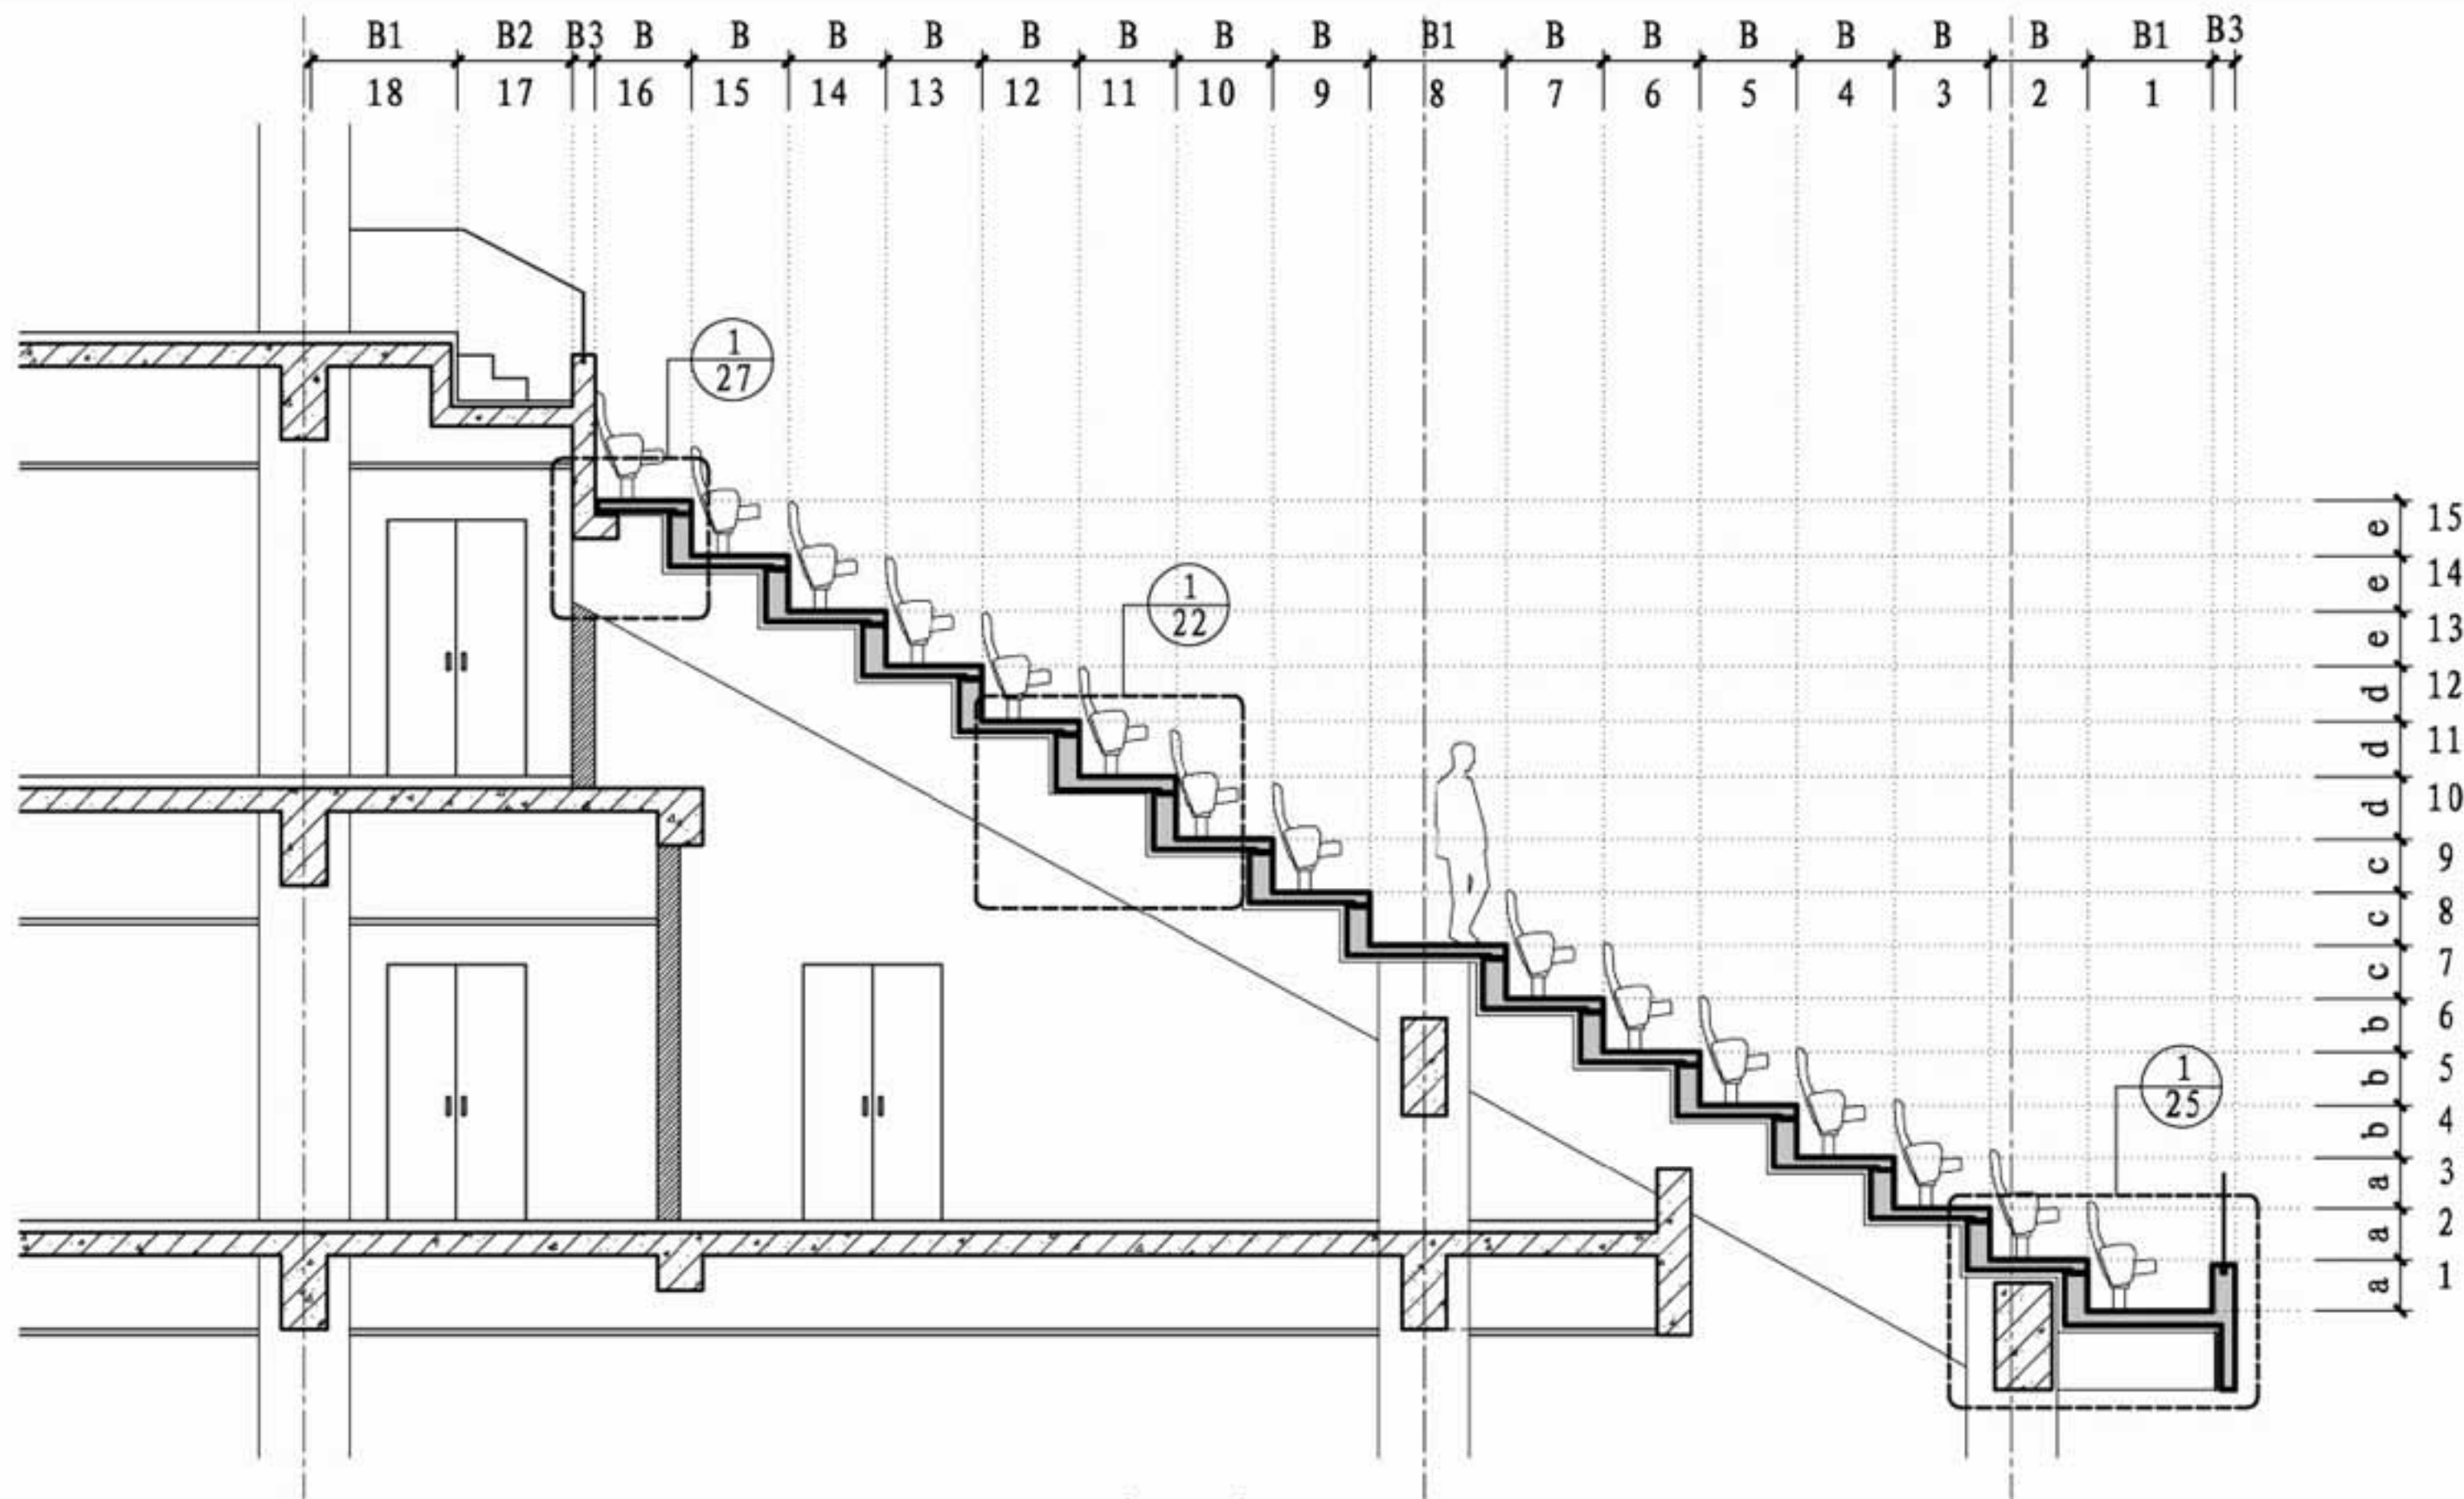 B1 B2 B3 B B B B B B B B B1 B B B B B B B1 B3
18 17 16 15 14 13 12 11 10 9 8 7 6 5 4 3 2 1
1
27
1
22
e 15
e 14
e 13
d 12
d 11
d 10
c 9
c 8
c 7
b 6
b 5
b 4
a 3
a 2
a 1
1
25